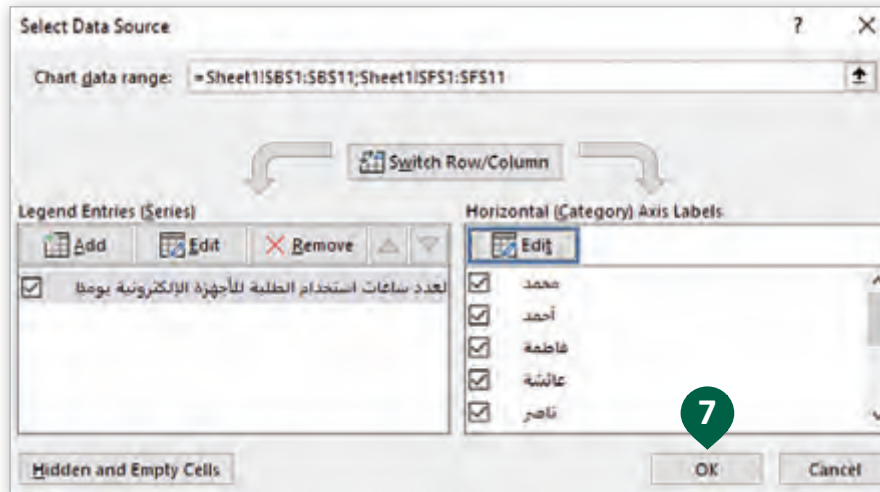 Select Data Source ? ×
Chart data range: =Sheet1!$B$1:$B$11;Sheet1!$F$1:$F$11
Switch Row/Column
Legend Entries (Series)
Add Edit Remove
لعدد ساعات استخدام الطلبة للأجهزة الإلكترونية يوميًا
Horizontal (Category) Axis Labels
Edit
محمد
أحمد
فاطمة
عائشة
ناصر
7
Hidden and Empty Cells
OK Cancel